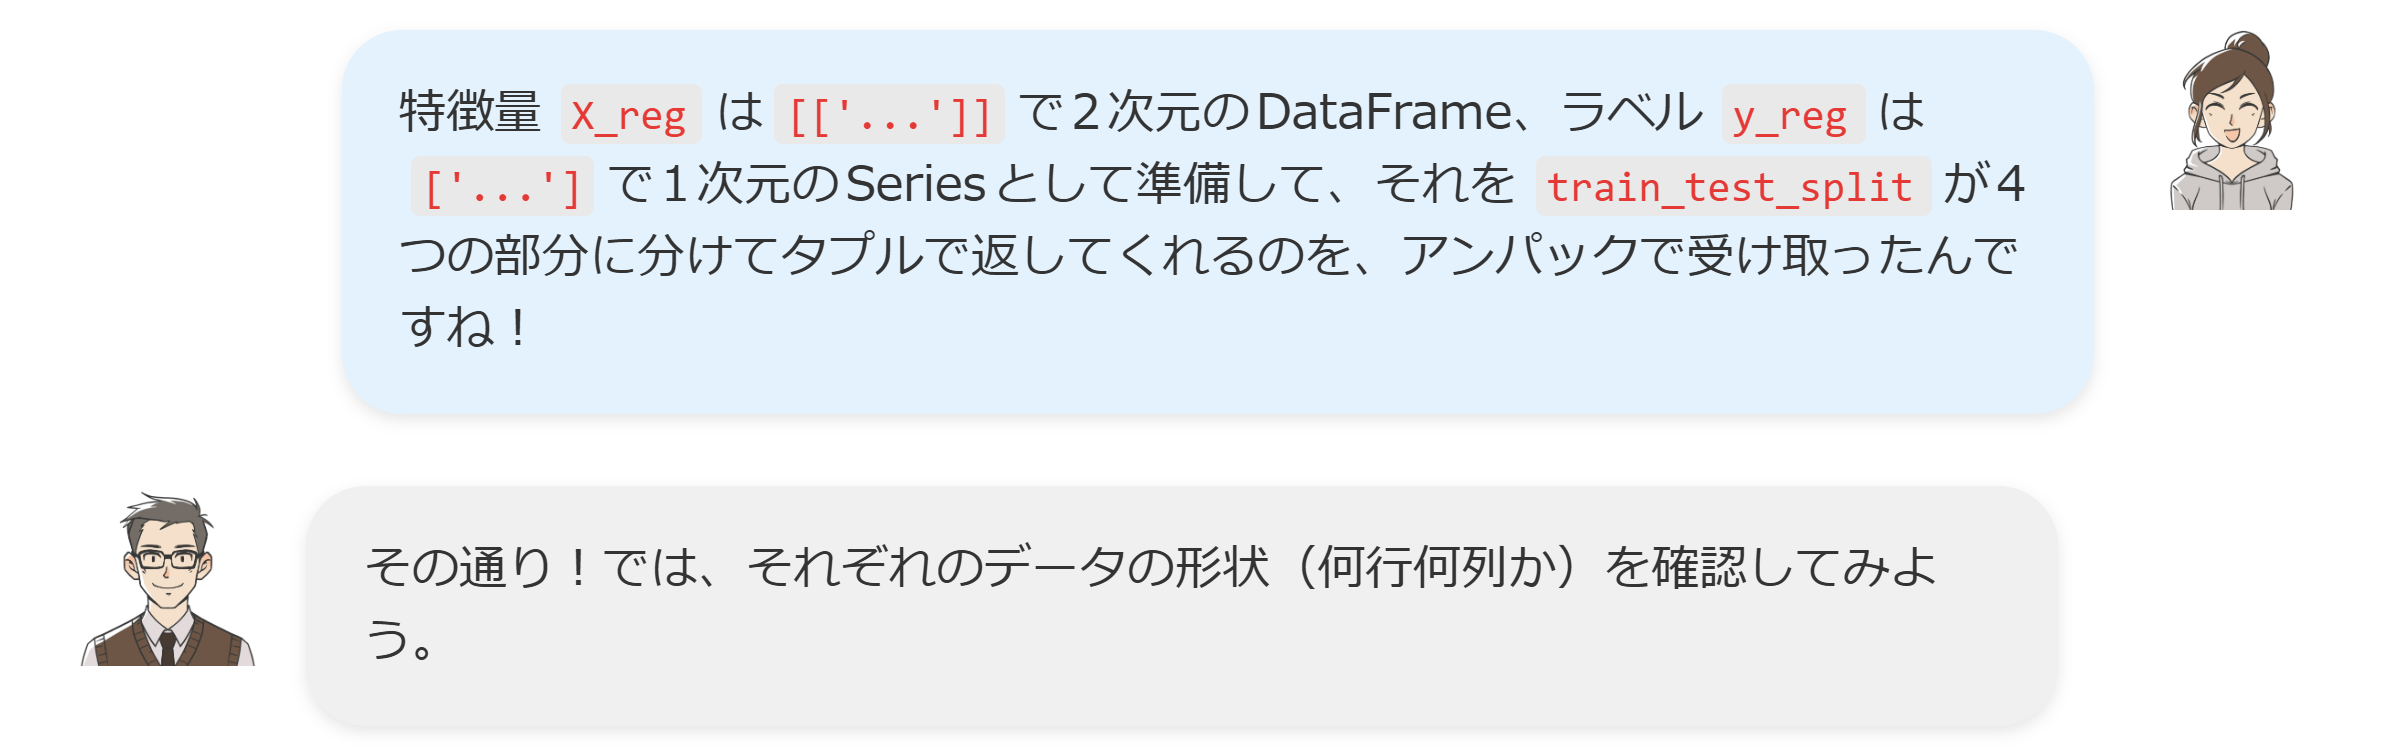 特徴量 X_reg は [['...']] で２次元のDataFrame、ラベル y_reg は
['...'] で１次元のSeriesとして準備して、それを train_test_split が４
つの部分に分けてタプルで返してくれるのを、アンパックで受け取ったんで
すね！
その通り！では、それぞれのデータの形状（何行何列か）を確認してみよ
う。